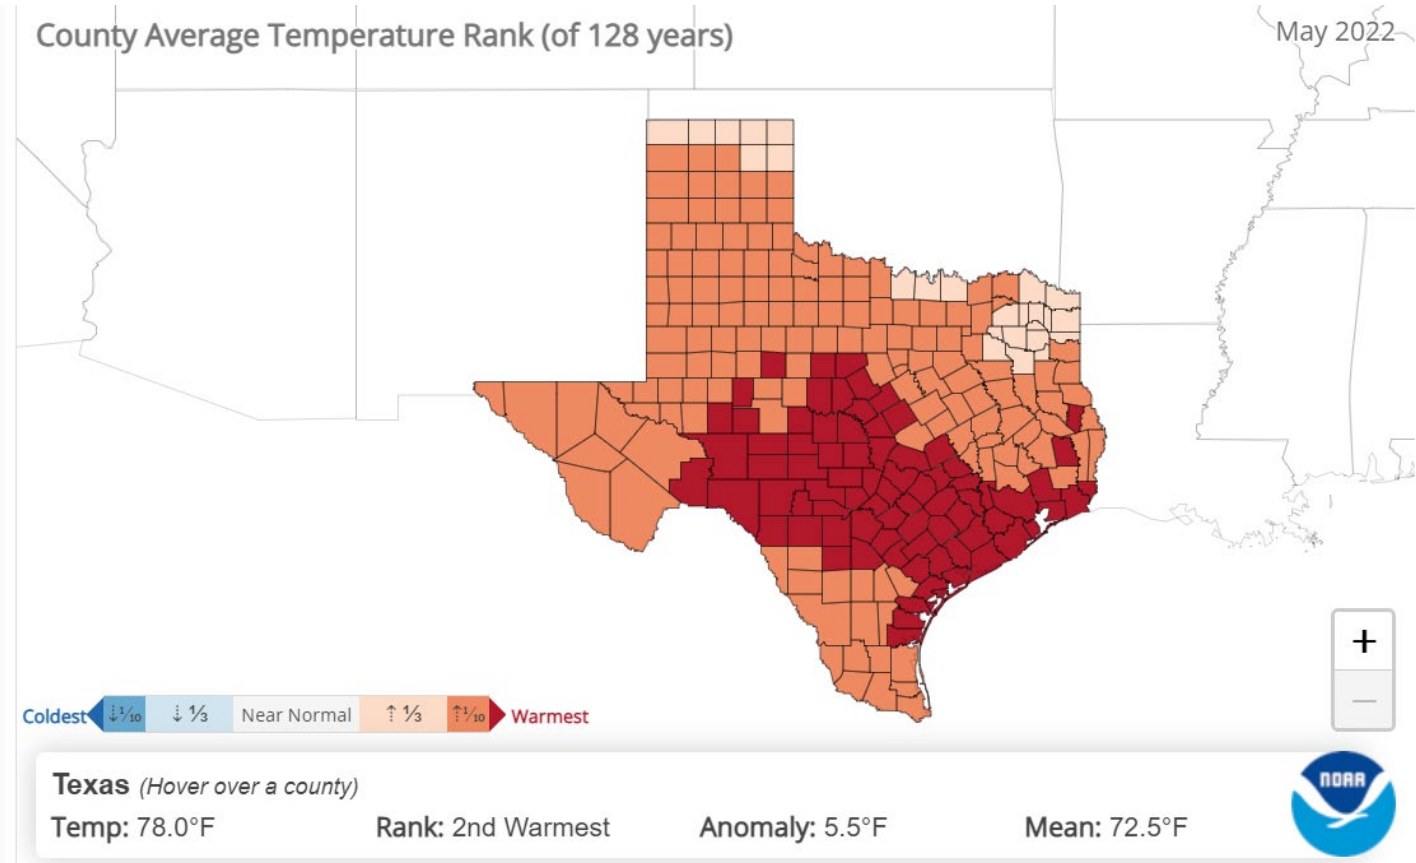 County Average Temperature Rank (of 128 years)
May 2022
Coldest ⇣⅒ ⇣ ⅓ Near Normal ⇡ ⅓ ⇡⅒ Warmest
+
−
Texas (Hover over a county)
Temp: 78.0°F Rank: 2nd Warmest Anomaly: 5.5°F Mean: 72.5°F
NOAA